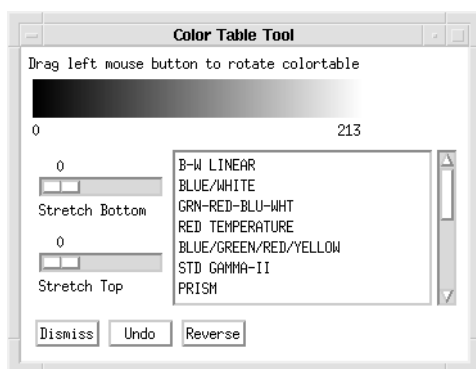 Color Table Tool
Drag left mouse button to rotate colortable
0 213
0
Stretch Bottom
0
Stretch Top
B-W LINEAR
BLUE/WHITE
GRN-RED-BLU-WHT
RED TEMPERATURE
BLUE/GREEN/RED/YELLOW
STD GAMMA-II
PRISM
Dismiss Undo Reverse